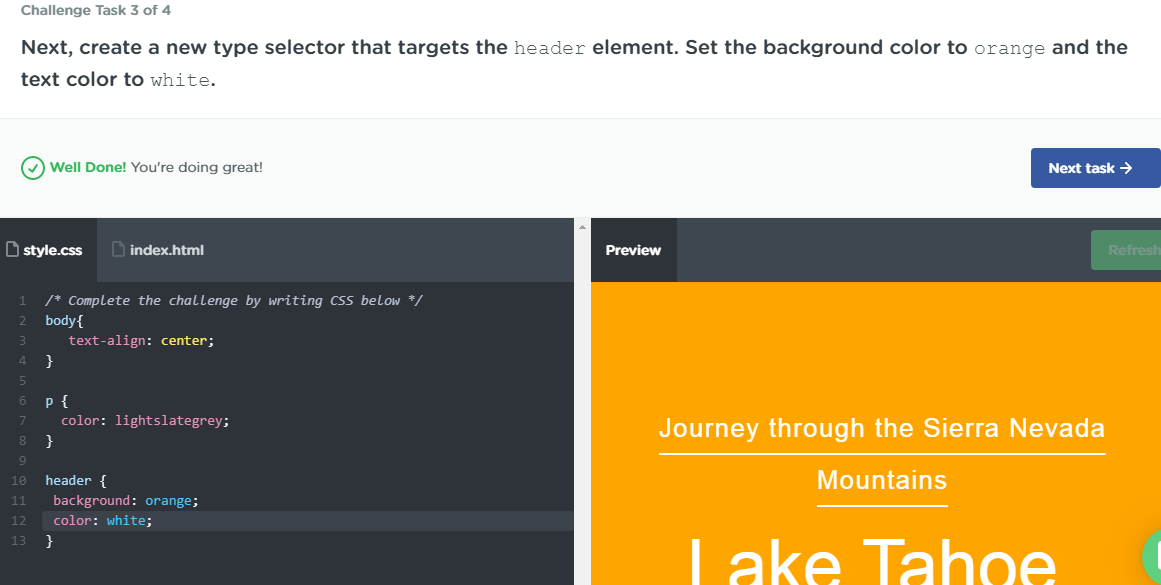 Challenge Task 3 of 4
Next, create a new type selector that targets the header element. Set the background color to orange and the
text color to white.
Well Done! You're doing great!
Next task →
style.css
index.html
Preview
Refresh
1 /* Complete the challenge by writing CSS below */
2 body{
3 text-align: center;
4 }
5
6 p {
7 color: lightslategrey;
8 }
9
10 header {
11 background: orange;
12 color: white;
13 }
Journey through the Sierra Nevada
Mountains
Lake Tahoe